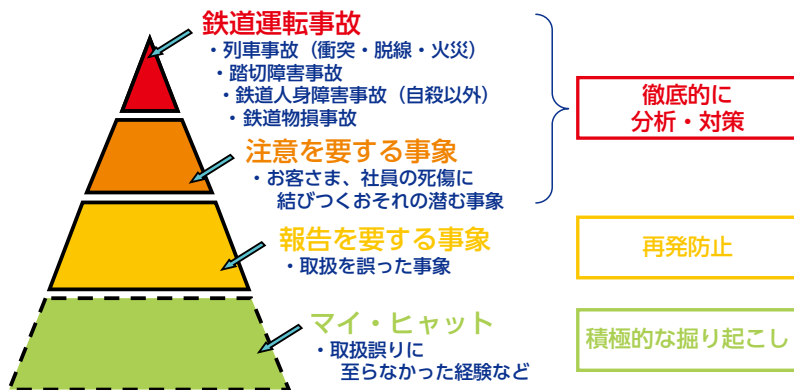 鉄道運転事故
・列車事故（衝突・脱線・火災）
・踏切障害事故
・鉄道人身障害事故（自殺以外）
・鉄道物損事故
徹底的に
分析・対策
注意を要する事象
・お客さま、社員の死傷に
結びつくおそれの潜む事象
報告を要する事象
・取扱を誤った事象
再発防止
マイ・ヒャット
・取扱誤りに
至らなかった経験など
積極的な掘り起こし